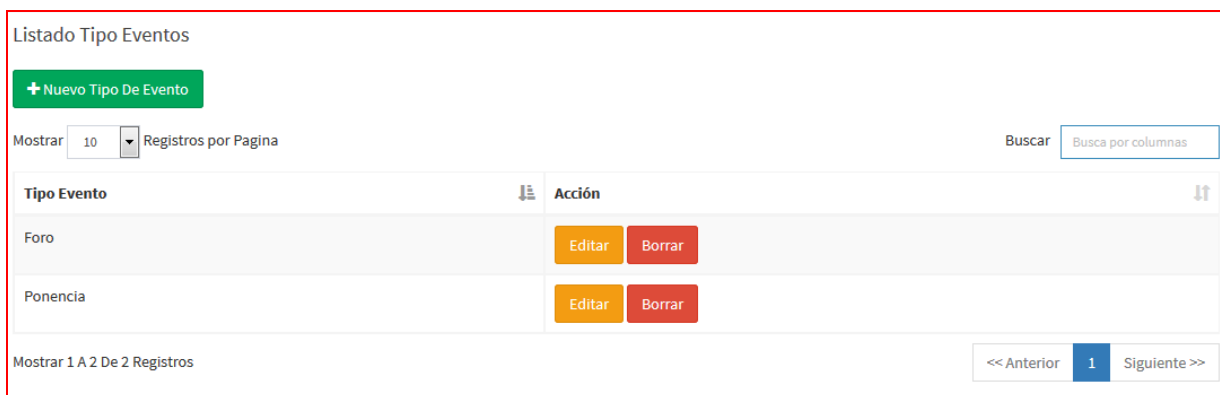 Listado Tipo Eventos
+ Nuevo Tipo De Evento
Mostrar 10 Registros por Pagina Buscar Busca por columnas
Tipo Evento Acción
Foro Editar Borrar
Ponencia Editar Borrar
Mostrar 1 A 2 De 2 Registros << Anterior 1 Siguiente >>